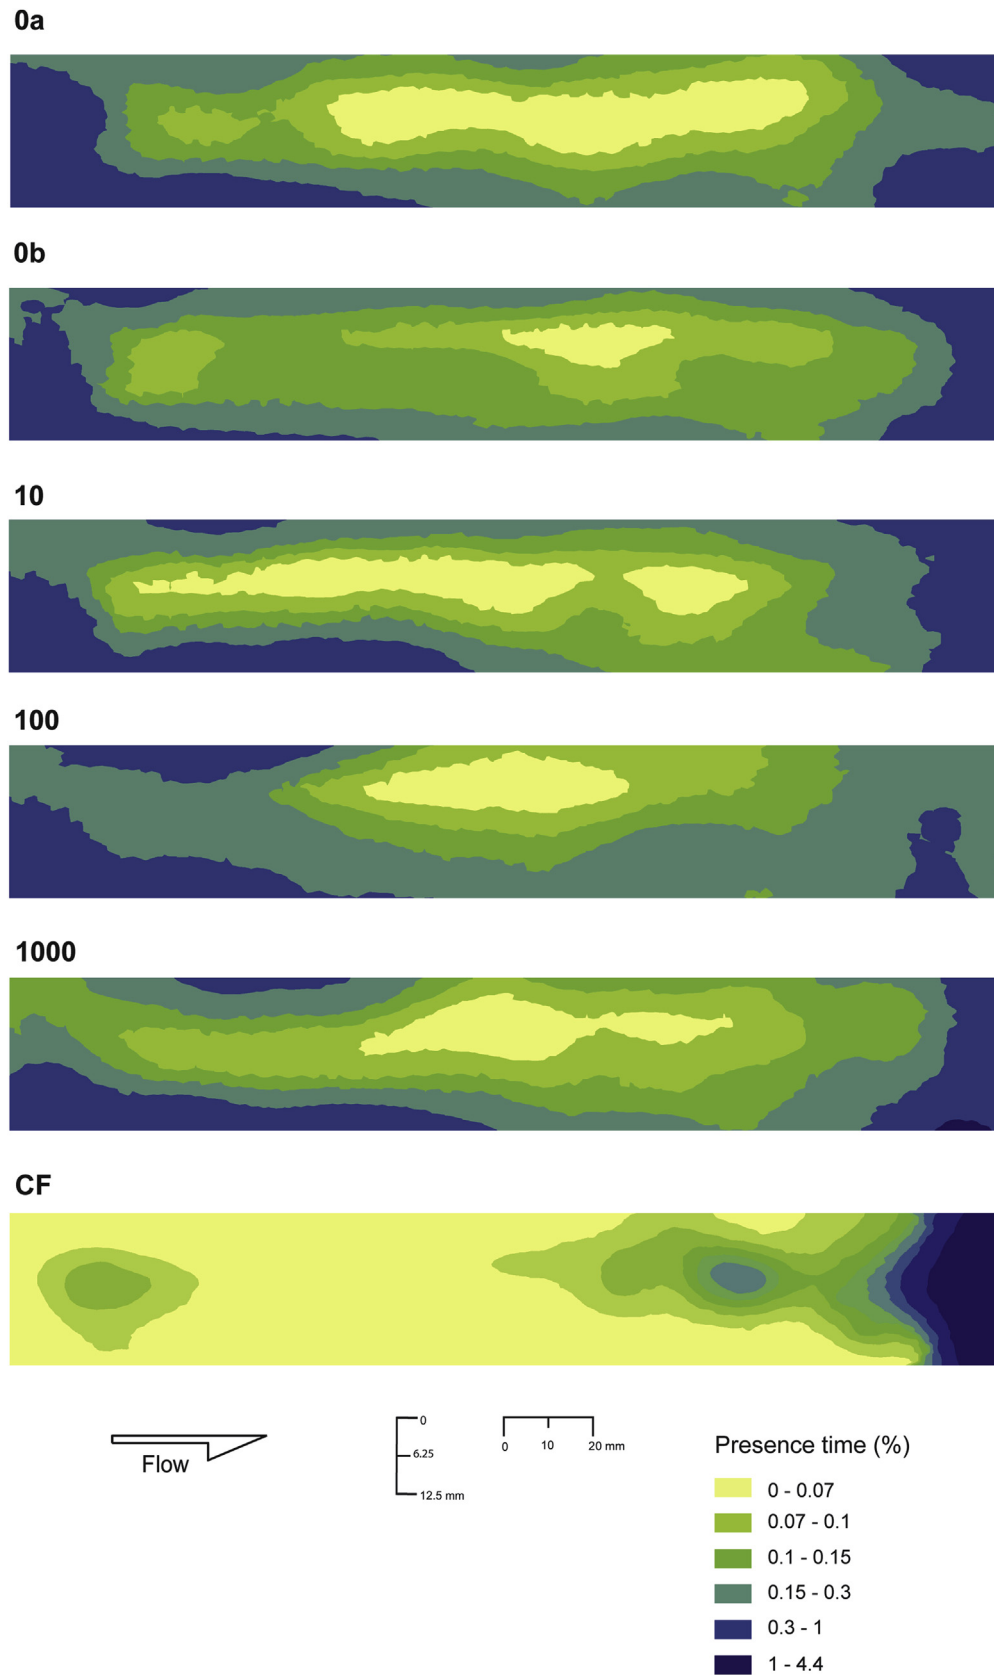 0a
0b
10
100
1000
CF
Flow
0
6.25
12.5 mm
0 10 20 mm
Presence time (%)
0 - 0.07
0.07 - 0.1
0.1 - 0.15
0.15 - 0.3
0.3 - 1
1 - 4.4